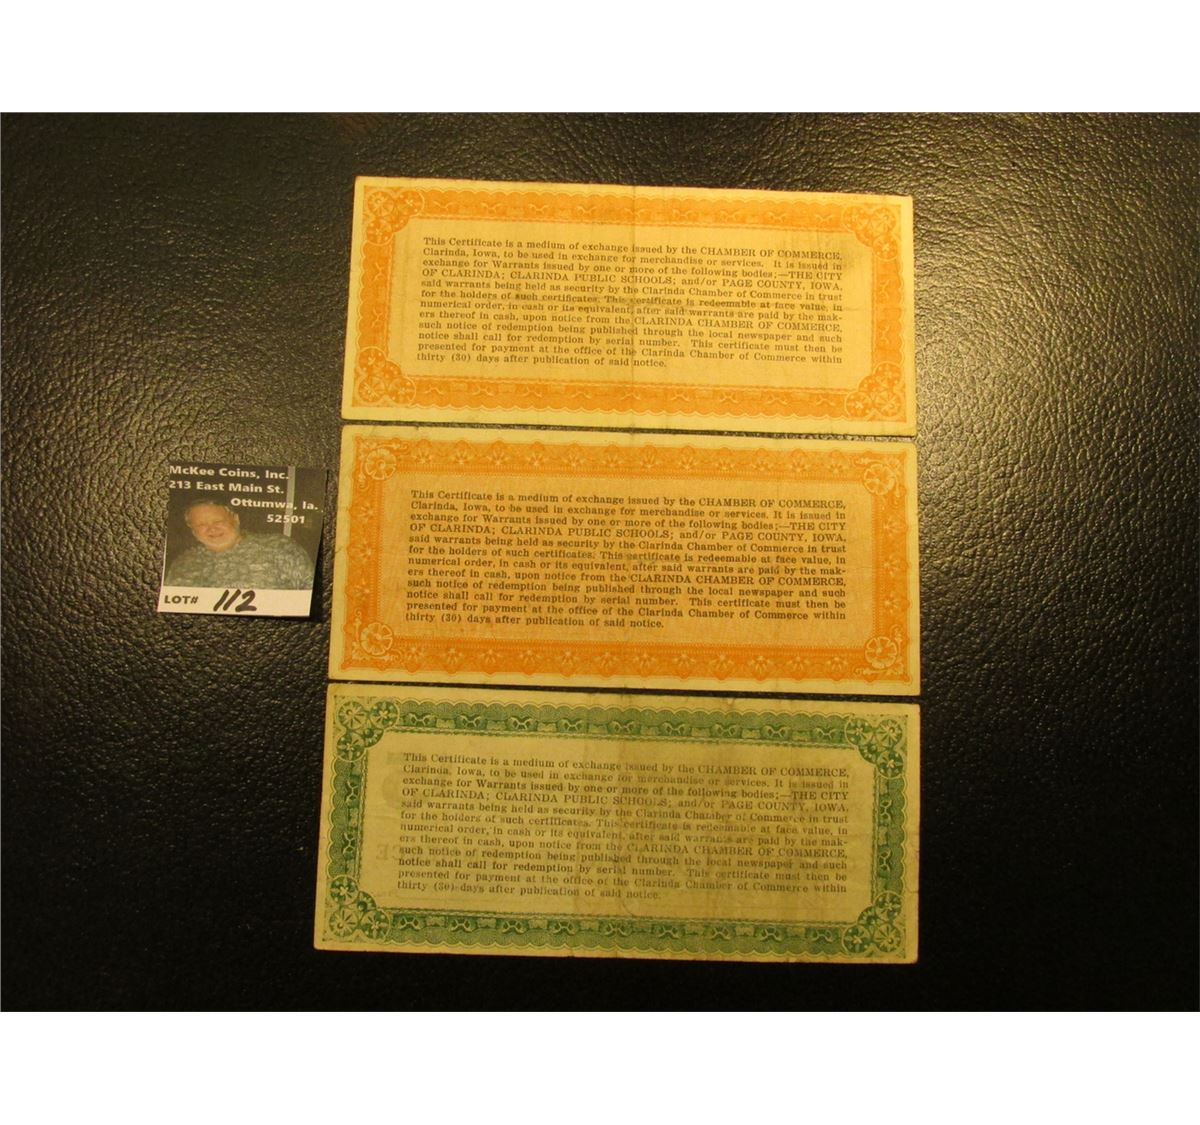 This Certificate is a medium of exchange issued by the CHAMBER OF COMMERCE,
Clarinda, Iowa, to be used in exchange for merchandise or services. It is issued in
exchange for Warrants issued by one or more of the following bodies;—THE CITY
OF CLARINDA; CLARINDA PUBLIC SCHOOLS; and/or PAGE COUNTY, IOWA,
said warrants being held as security by the Clarinda Chamber of Commerce in trust
for the holders of such certificates. This certificate is redeemable at face value, in
numerical order, in cash or its equivalent, after said warrants are paid by the mak-
ers thereof in cash, upon notice from the CLARINDA CHAMBER OF COMMERCE,
such notice of redemption being published through the local newspaper and such
notice shall call for redemption by serial number. This certificate must then be
presented for payment at the office of the Clarinda Chamber of Commerce within
thirty (30) days after publication of said notice.
McKee Coins, Inc.
213 East Main St.
Ottumwa, Ia.
52501
LOT# 112
This Certificate is a medium of exchange issued by the CHAMBER OF COMMERCE,
Clarinda, Iowa, to be used in exchange for merchandise or services. It is issued in
exchange for Warrants issued by one or more of the following bodies;—THE CITY
OF CLARINDA; CLARINDA PUBLIC SCHOOLS; and/or PAGE COUNTY, IOWA,
said warrants being held as security by the Clarinda Chamber of Commerce in trust
for the holders of such certificates. This certificate is redeemable at face value, in
numerical order, in cash or its equivalent, after said warrants are paid by the mak-
ers thereof in cash, upon notice from the CLARINDA CHAMBER OF COMMERCE,
such notice of redemption being published through the local newspaper and such
notice shall call for redemption by serial number. This certificate must then be
presented for payment at the office of the Clarinda Chamber of Commerce within
thirty (30) days after publication of said notice.
This Certificate is a medium of exchange issued by the CHAMBER OF COMMERCE,
Clarinda, Iowa, to be used in exchange for merchandise or services. It is issued in
exchange for Warrants issued by one or more of the following bodies;—THE CITY
OF CLARINDA; CLARINDA PUBLIC SCHOOLS; and/or PAGE COUNTY, IOWA,
said warrants being held as security by the Clarinda Chamber of Commerce in trust
for the holders of such certificates. This certificate is redeemable at face value, in
numerical order, in cash or its equivalent, after said warrants are paid by the mak-
ers thereof in cash, upon notice from the CLARINDA CHAMBER OF COMMERCE,
such notice of redemption being published through the local newspaper and such
notice shall call for redemption by serial number. This certificate must then be
presented for payment at the office of the Clarinda Chamber of Commerce within
thirty (30) days after publication of said notice.